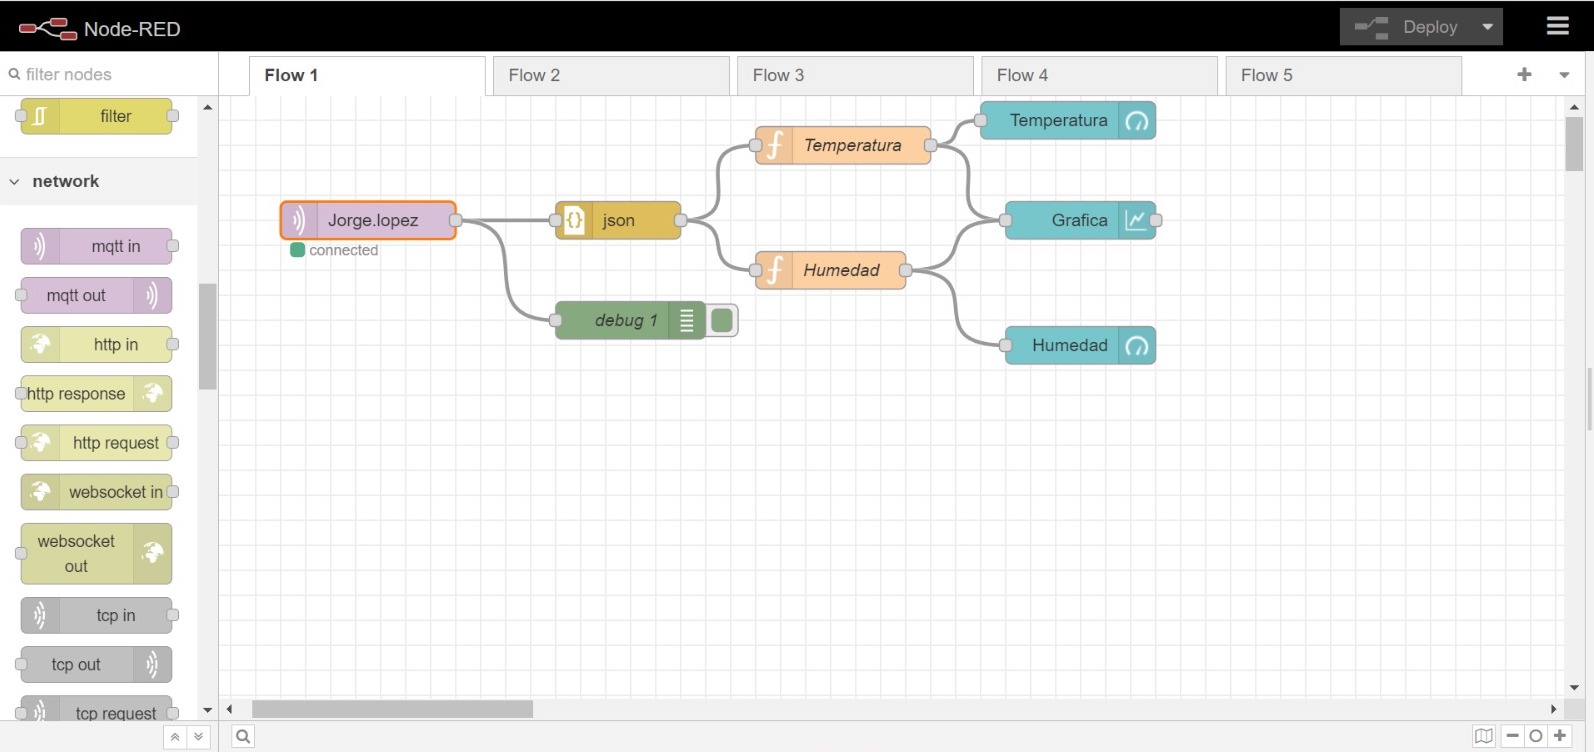 Node-RED
Deploy
filter nodes
Flow 1
Flow 2
Flow 3
Flow 4
Flow 5
filter
network
mqtt in
mqtt out
http in
http response
http request
websocket in
websocket
out
tcp in
tcp out
tcp request
Jorge.lopez
connected
json
debug 1
Temperatura
Humedad
Temperatura
Grafica
Humedad